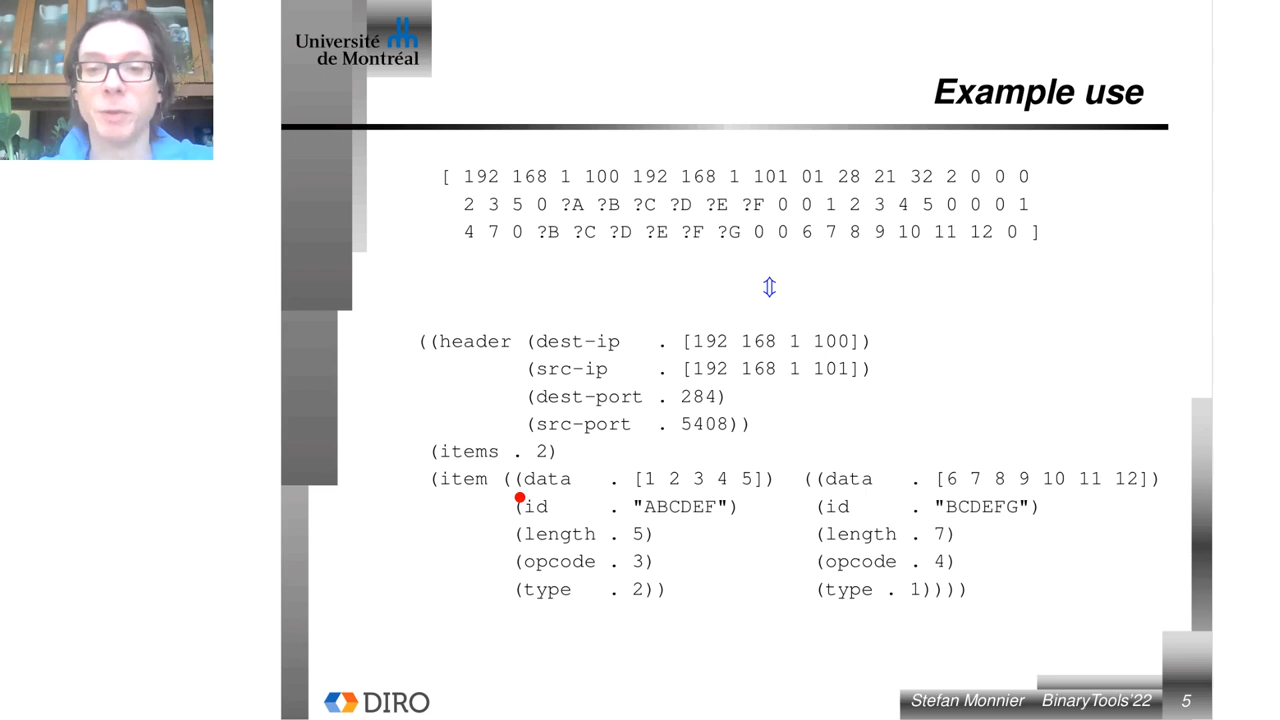 Université
de Montréal
Example use
[ 192 168 1 100 192 168 1 101 01 28 21 32 2 0 0 0
2 3 5 0 ?A ?B ?C ?D ?E ?F 0 0 1 2 3 4 5 0 0 0 1
4 7 0 ?B ?C ?D ?E ?F ?G 0 0 6 7 8 9 10 11 12 0 ]
⇕
((header (dest-ip . [192 168 1 100])
(src-ip . [192 168 1 101])
(dest-port . 284)
(src-port . 5408))
(items . 2)
(item ((data . [1 2 3 4 5]) ((data . [6 7 8 9 10 11 12])
(id . "ABCDEF") (id . "BCDEFG")
(length . 5) (length . 7)
(opcode . 3) (opcode . 4)
(type . 2)) (type . 1))))
DIRO
Stefan Monnier BinaryTools'22 5